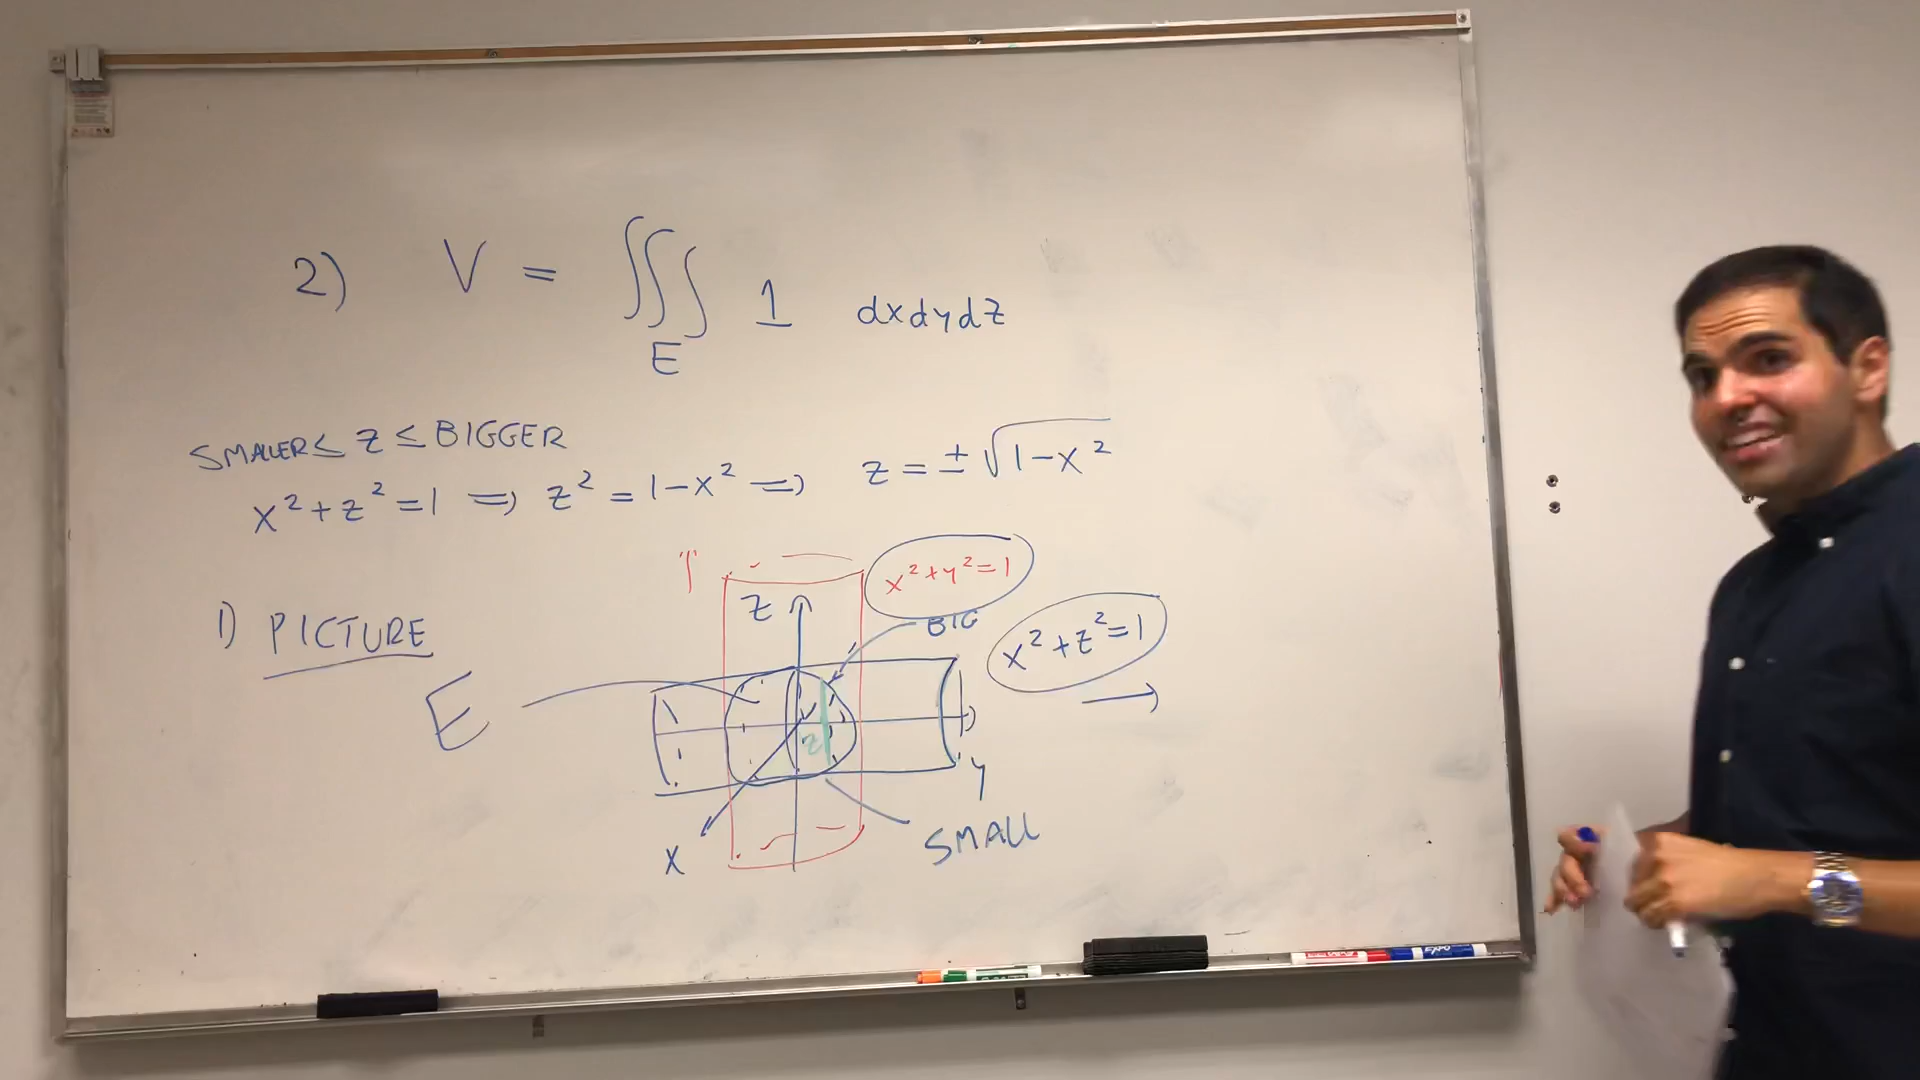 2) V = ∭ 1 dxdydz
E
SMALLER ≤ z ≤ BIGGER
x² + z² = 1 ⇒ z² = 1 - x² ⇒ z = ± √(1-x²)
x² + y² = 1
1) PICTURE
z
BIG
x² + z² = 1
E
z
y
x
SMALL
EXPO